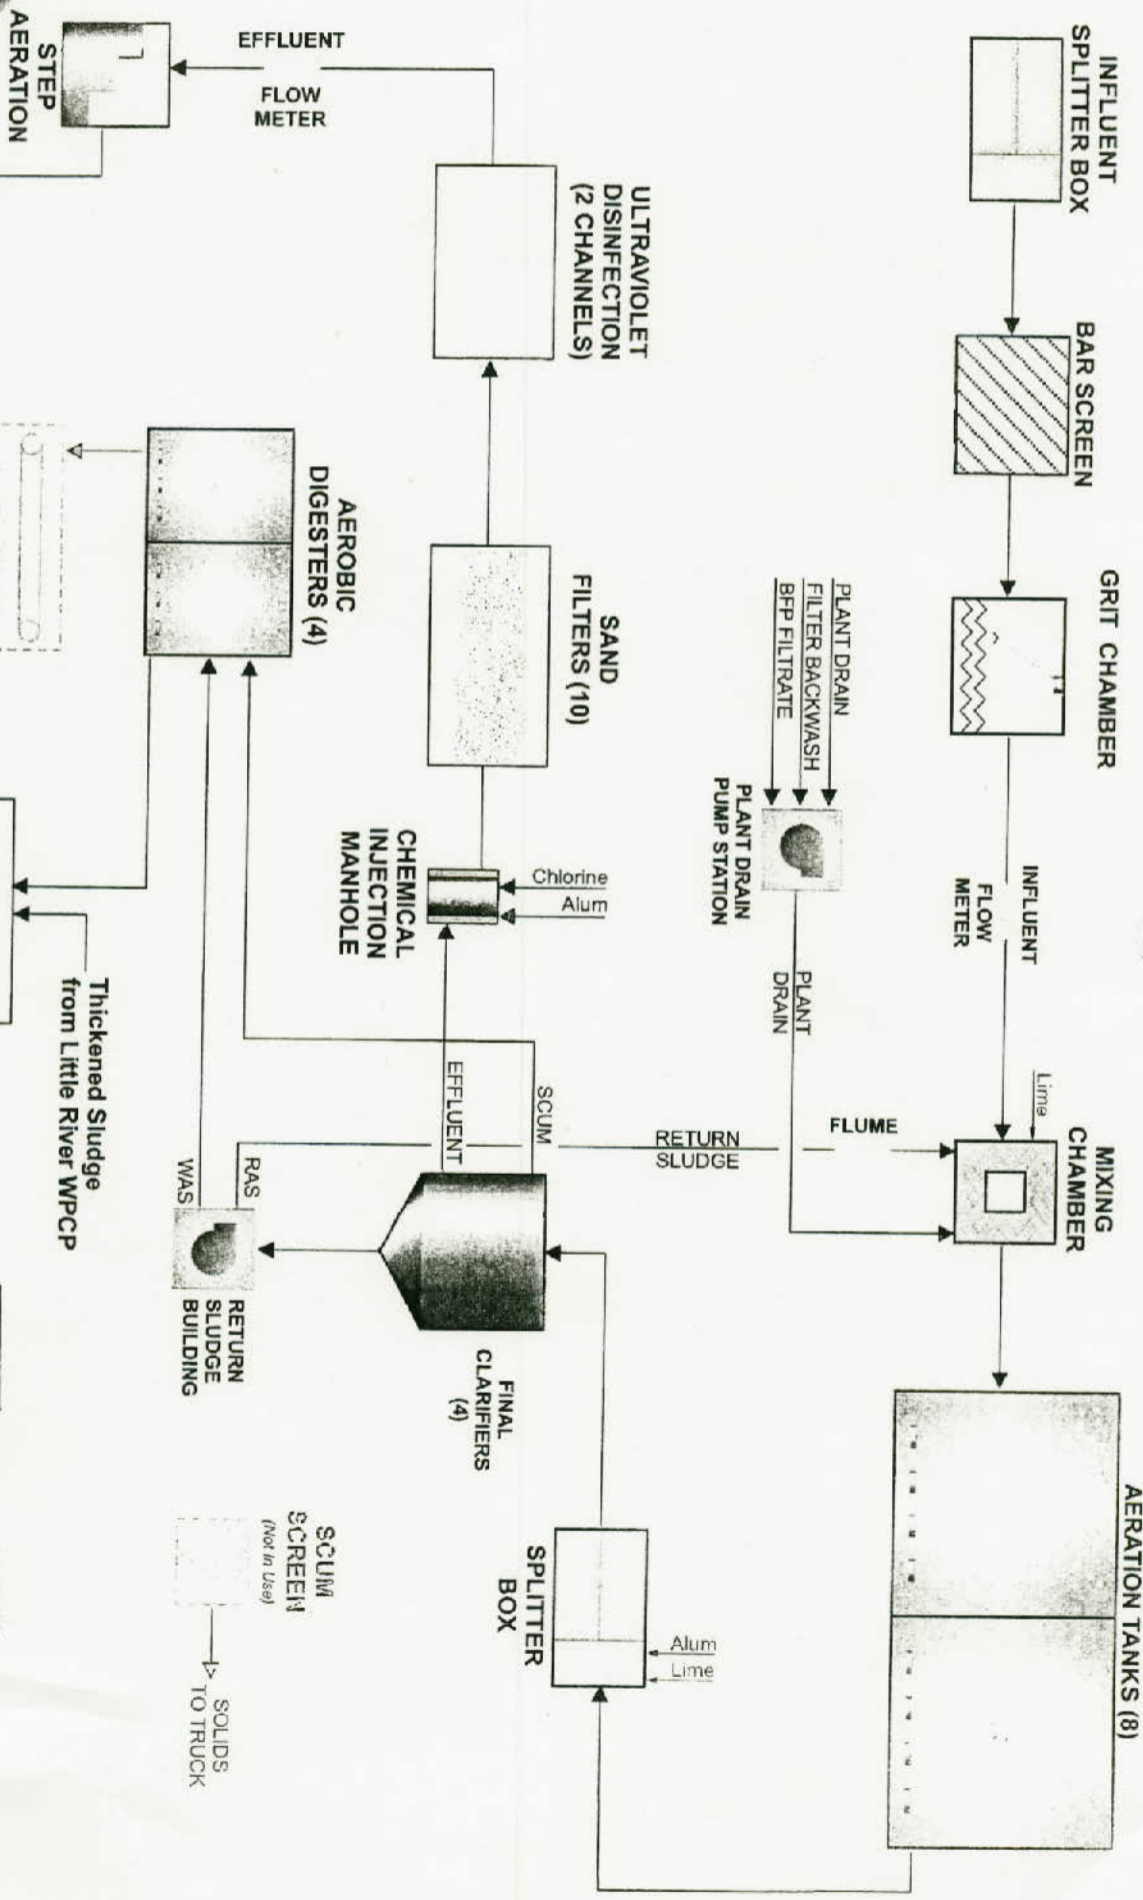 INFLUENT
SPLITTER BOX
BAR SCREEN
GRIT CHAMBER
INFLUENT
FLOW
METER
Lime
MIXING
CHAMBER
AERATION TANKS (8)
PLANT DRAIN
FILTER BACKWASH
BFP FILTRATE
PLANT DRAIN
PUMP STATION
PLANT
DRAIN
FLUME
RETURN
SLUDGE
Alum
Lime
SPLITTER
BOX
ULTRAVIOLET
DISINFECTION
(2 CHANNELS)
SAND
FILTERS (10)
Chlorine
Alum
CHEMICAL
INJECTION
MANHOLE
SCUM
EFFLUENT
FINAL
CLARIFIERS
(4)
EFFLUENT
FLOW
METER
STEP
AERATION
AEROBIC
DIGESTERS (4)
RAS
WAS
RETURN
SLUDGE
BUILDING
SCUM
SCREEN
(Not in Use)
SOLIDS
TO TRUCK
Thickened Sludge
from Little River WPCP